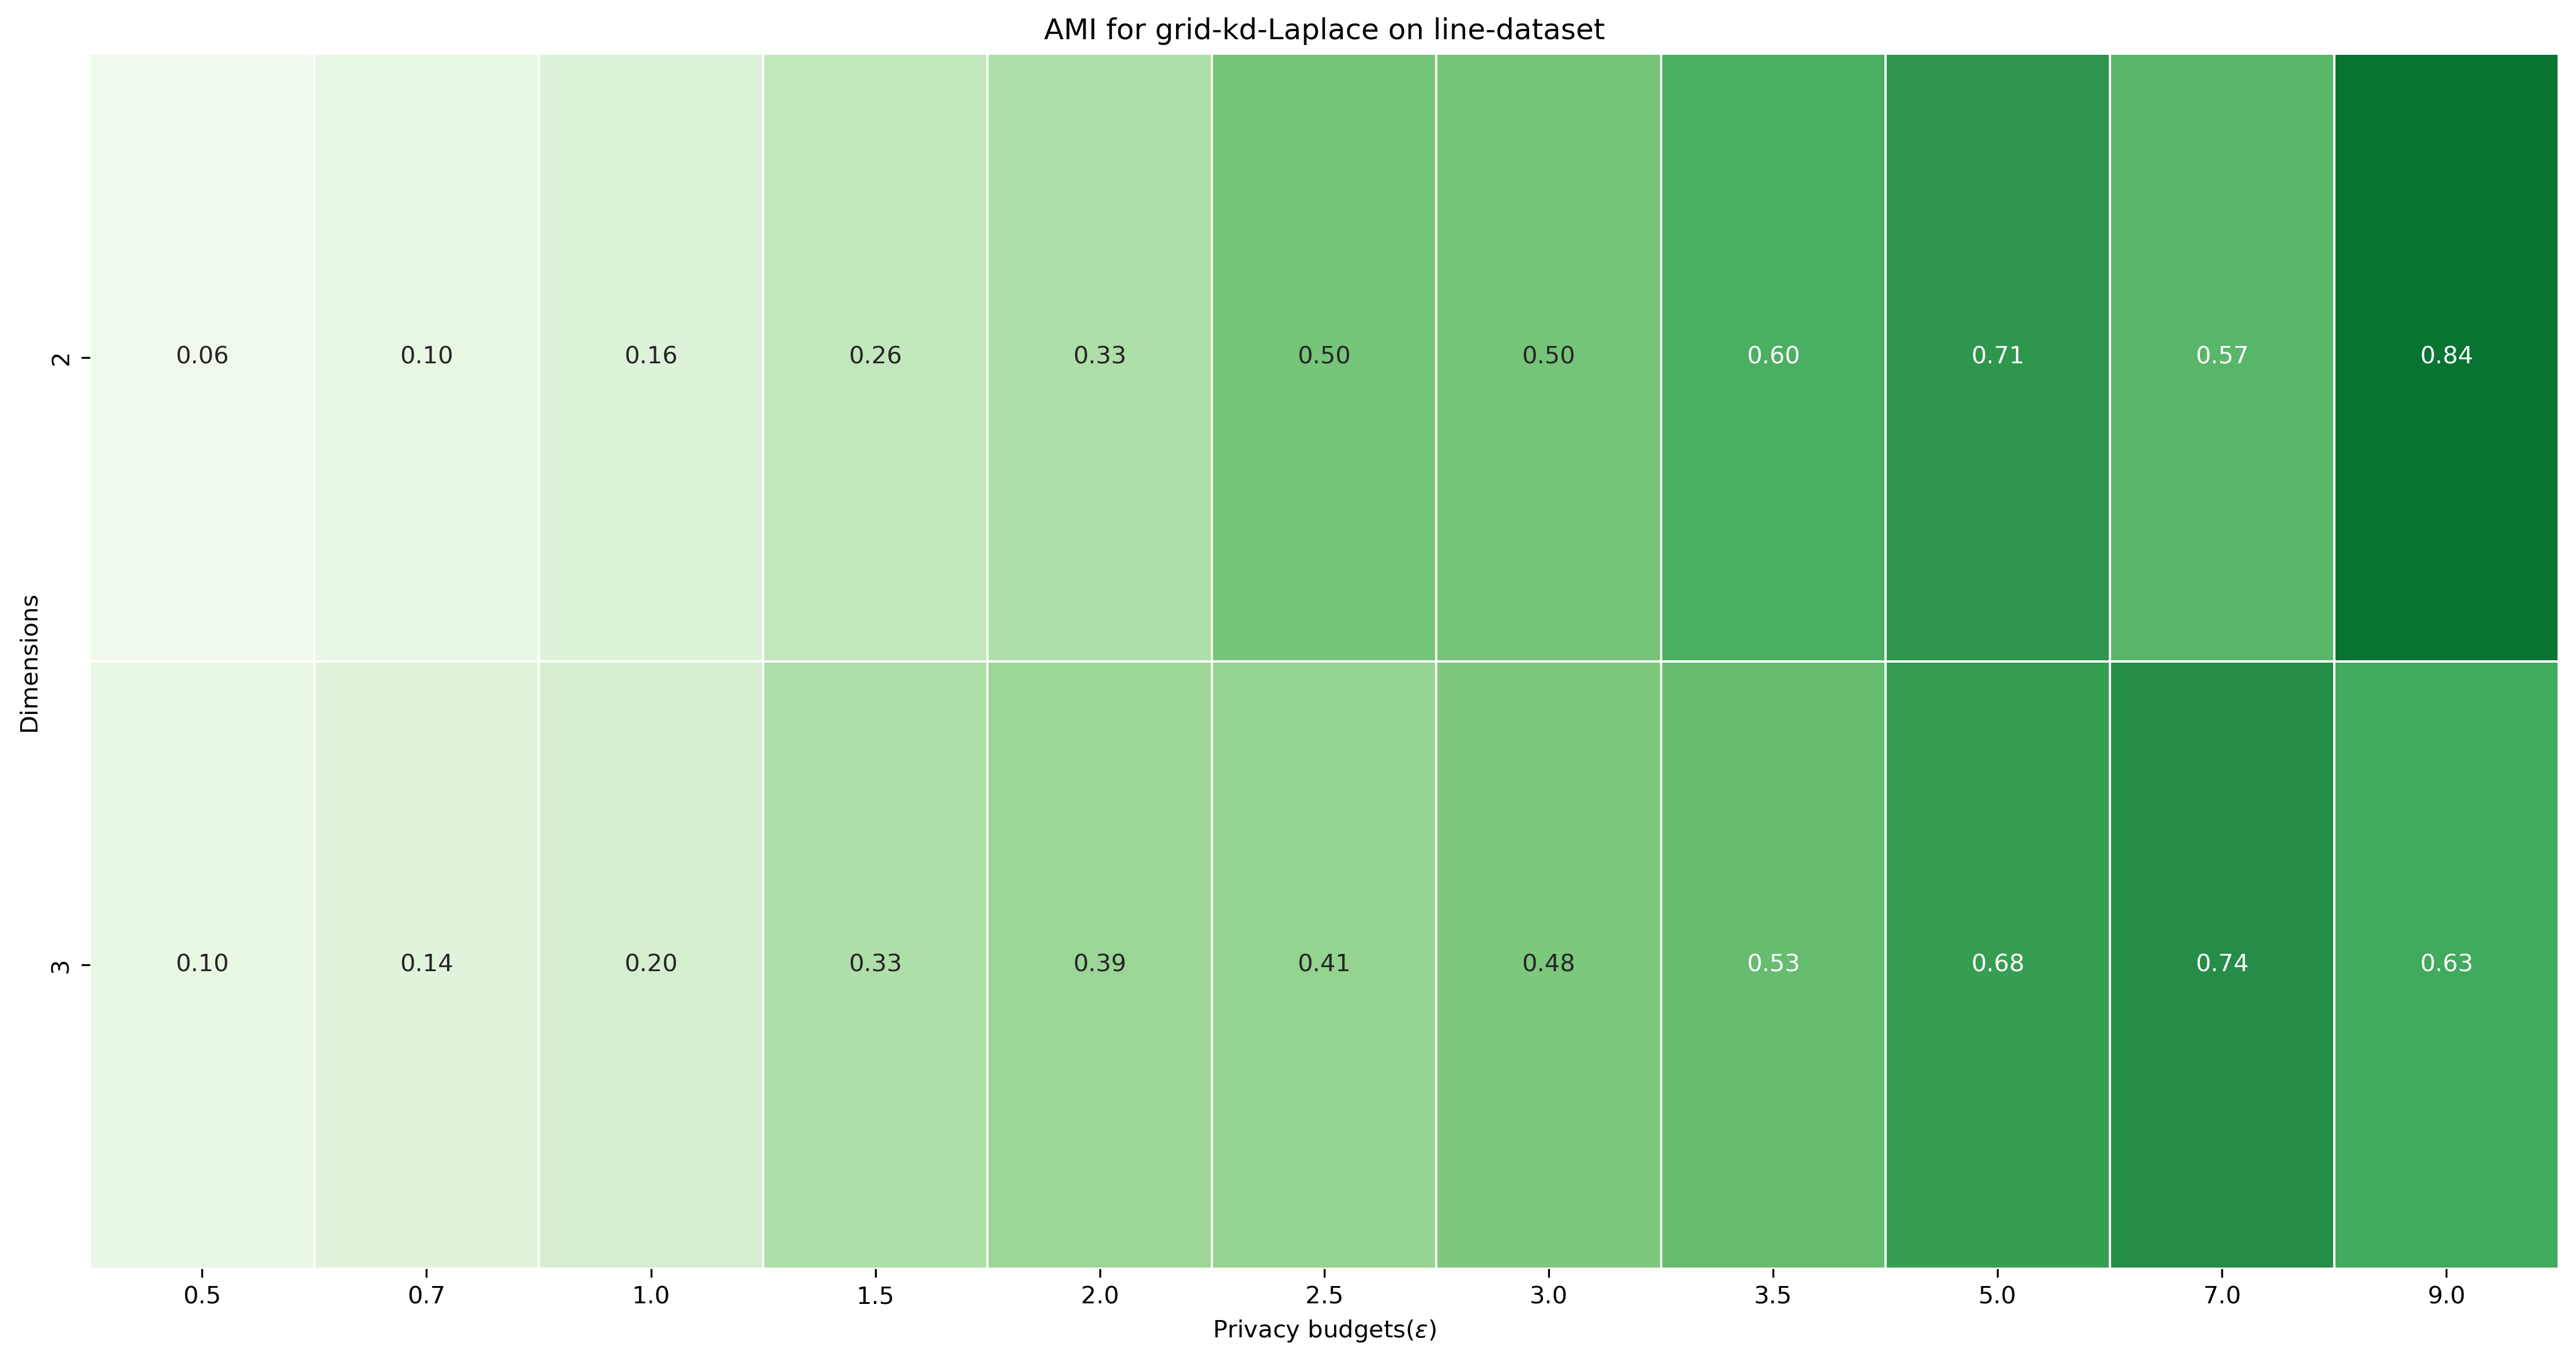 AMI for grid-kd-Laplace on line-dataset
Dimensions
2
0.06 0.10 0.16 0.26 0.33 0.50 0.50 0.60 0.71 0.57 0.84
3
0.10 0.14 0.20 0.33 0.39 0.41 0.48 0.53 0.68 0.74 0.63
0.5 0.7 1.0 1.5 2.0 2.5 3.0 3.5 5.0 7.0 9.0
Privacy budgets(ε)